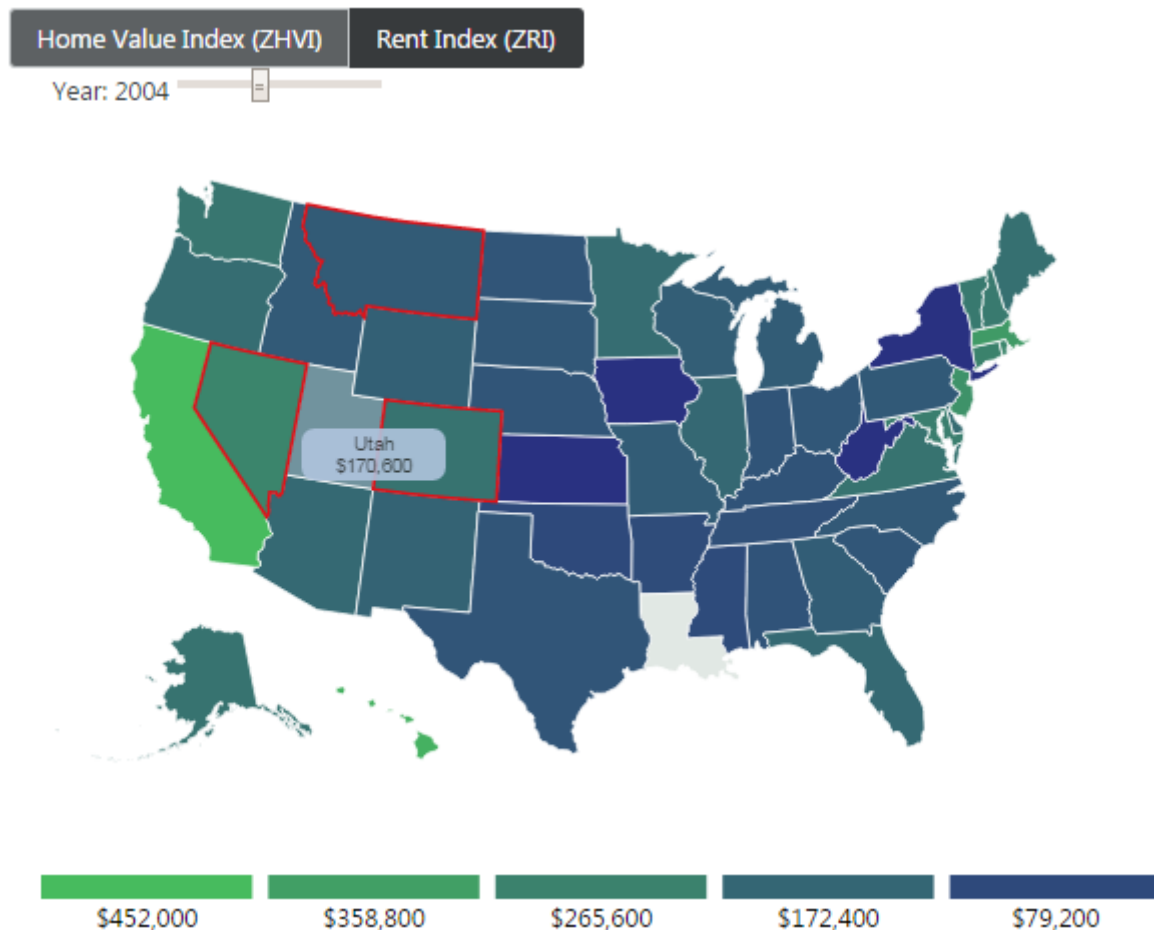 Home Value Index (ZHVI) Rent Index (ZRI)
Year: 2004
Utah
$170,600
$452,000 $358,800 $265,600 $172,400 $79,200